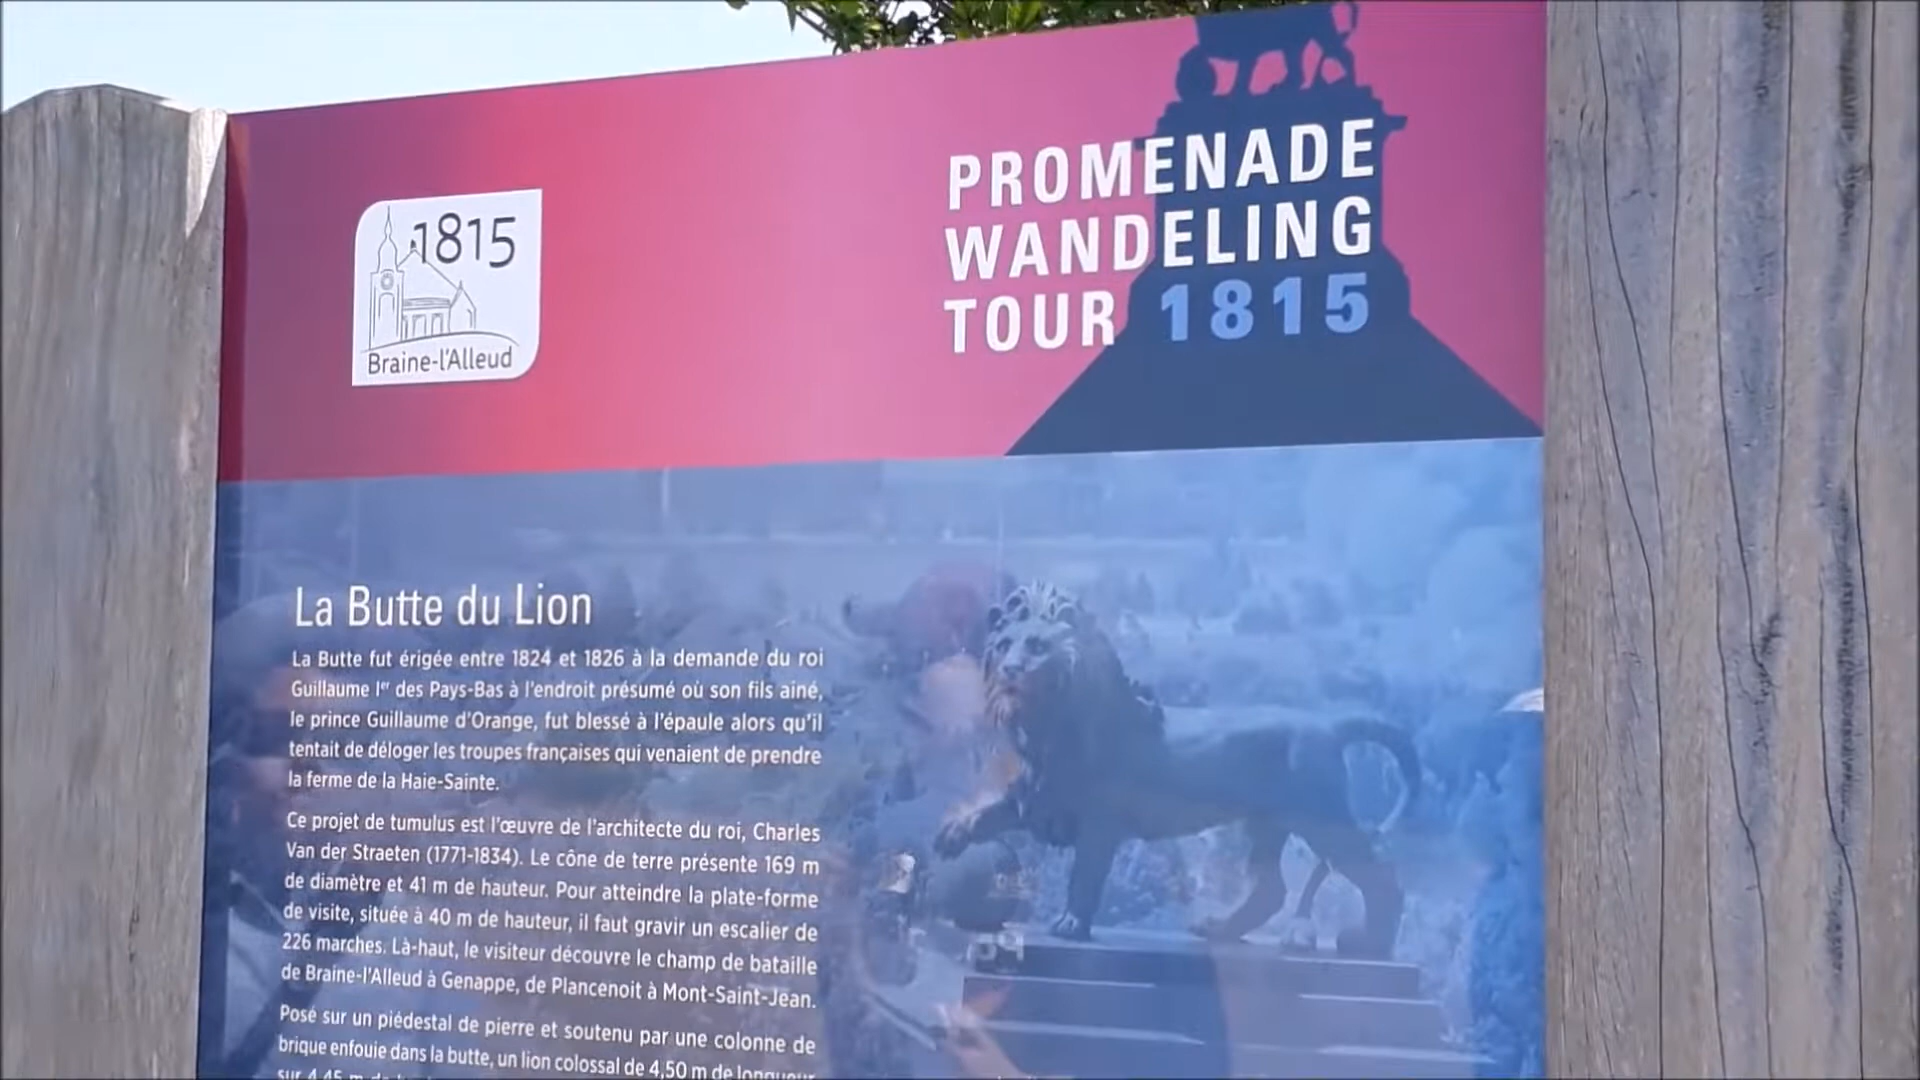 1815
Braine-l'Alleud
PROMENADE
WANDELING
TOUR 1815
La Butte du Lion
La Butte fut érigée entre 1824 et 1826 à la demande du roi
Guillaume Ier des Pays-Bas à l'endroit présumé où son fils aîné,
le prince Guillaume d'Orange, fut blessé à l'épaule alors qu'il
tentait de déloger les troupes françaises qui venaient de prendre
la ferme de la Haie-Sainte.
Ce projet de tumulus est l'œuvre de l'architecte du roi, Charles
Van der Straeten (1771-1834). Le cône de terre présente 169 m
de diamètre et 41 m de hauteur. Pour atteindre la plate-forme
de visite, située à 40 m de hauteur, il faut gravir un escalier de
226 marches. Là-haut, le visiteur découvre le champ de bataille
de Braine-l'Alleud à Genappe, de Plancenoit à Mont-Saint-Jean.
Posé sur un piédestal de pierre et soutenu par une colonne de
brique enfouie dans la butte, un lion colossal de 4,50 m de longueur
sur 4,45 m